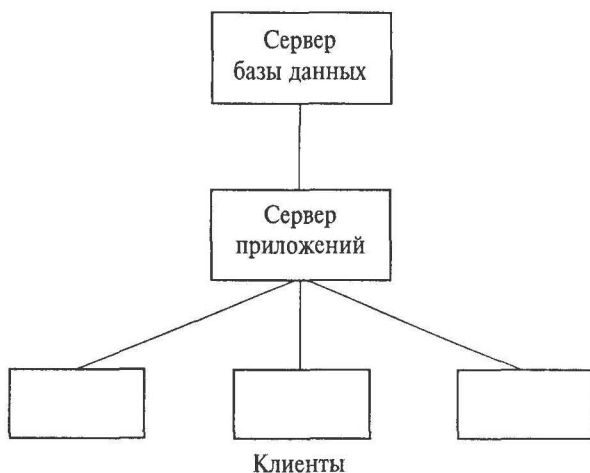 Сервер
базы данных
Сервер
приложений
Клиенты